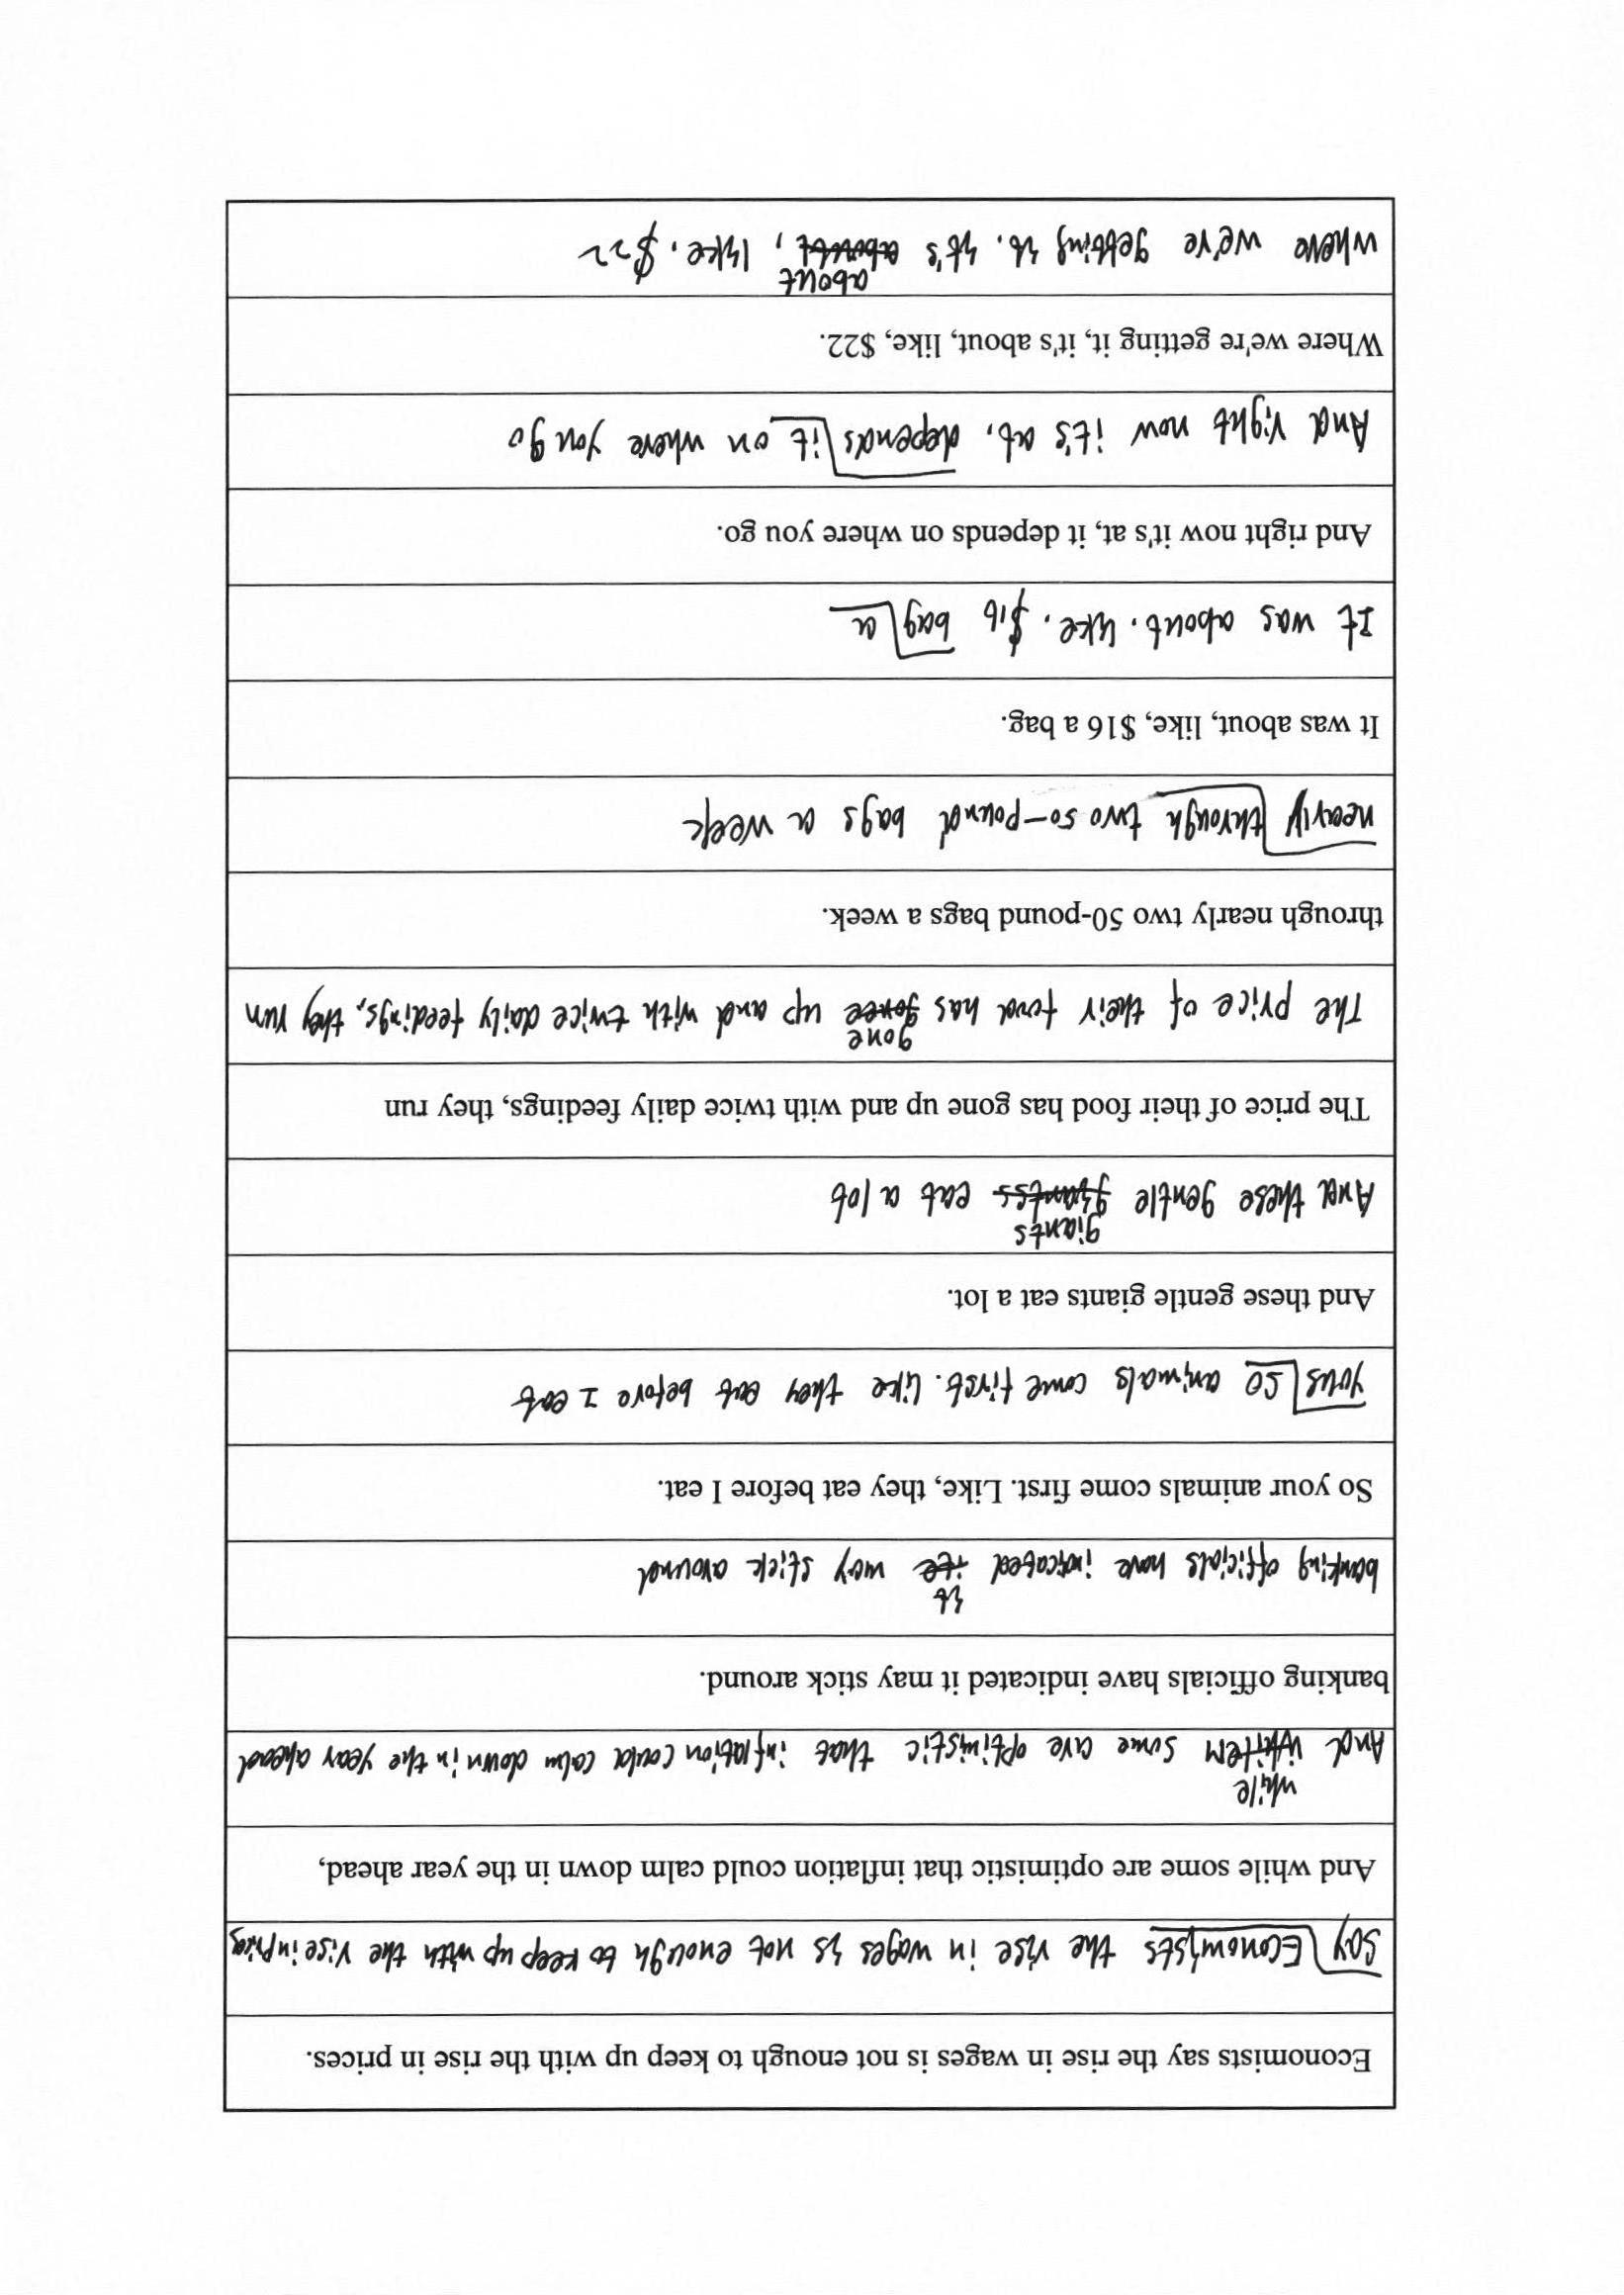 Economists say the rise in wages is not enough to keep up with the rise in prices.
say Economists the rise in wages is not enough to keep up with the rise in prices
And while some are optimistic that inflation could calm down in the year ahead,
while
And some are optimistic that inflation could calm down in the year ahead
banking officials have indicated it may stick around.
it
banking officials have indicated may stick around
So your animals come first. Like, they eat before I eat.
your so animals come first. like they eat before I eat
And these gentle giants eat a lot.
giants
And these gentle eat a lot
The price of their food has gone up and with twice daily feedings, they run
gone
The price of their food has up and with twice daily feedings, they run
through nearly two 50-pound bags a week.
nearly through two 50-pound bags a week
It was about, like, $16 a bag.
It was about. like. $16 bag a
And right now it's at, it depends on where you go.
And right now it's at, depends it on where you go
Where we're getting it, it's about, like, $22.
about
where we're getting it. it's , like. $22